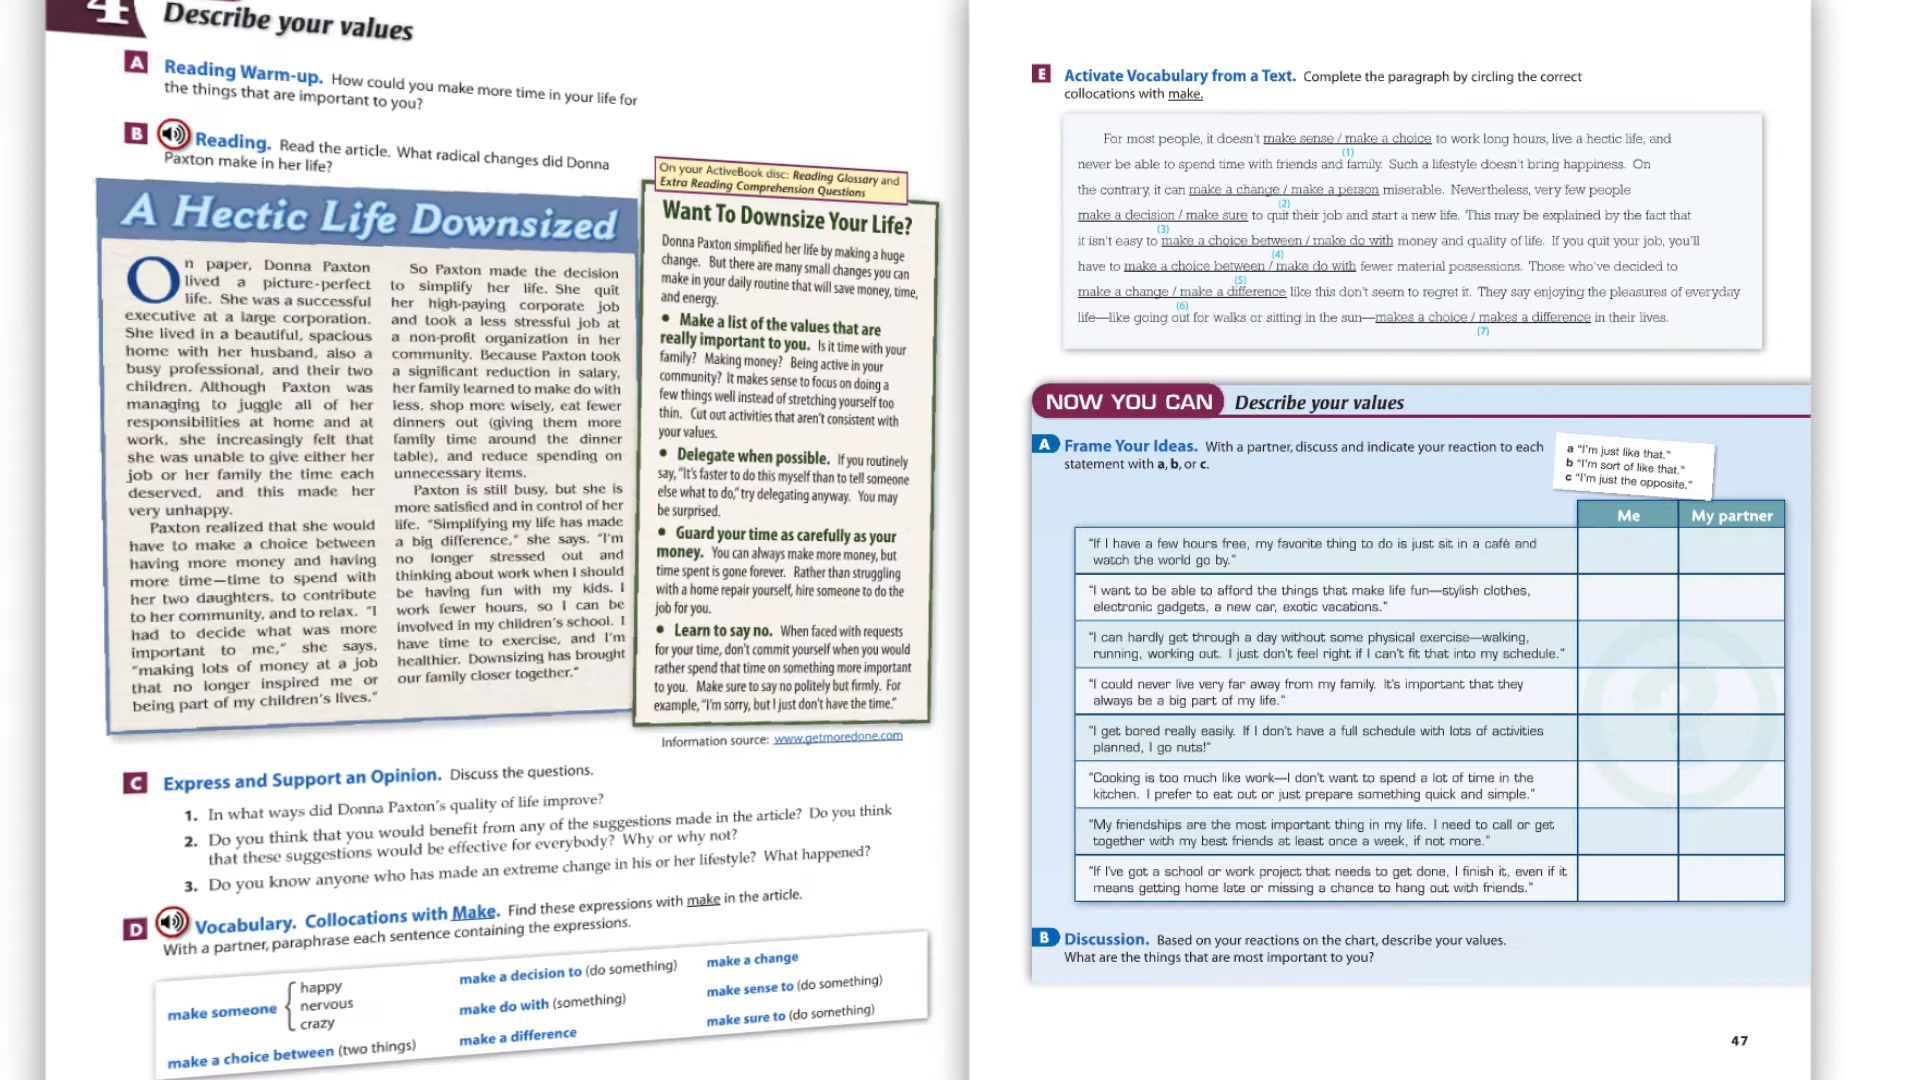 4
Describe your values
A
Reading Warm-up. How could you make more time in your life for
the things that are important to you?
B
Reading. Read the article. What radical changes did Donna
Paxton make in her life?
A Hectic Life Downsized
On paper, Donna Paxton
lived a picture-perfect
life. She was a successful
executive at a large corporation.
She lived in a beautiful, spacious
home with her husband, also a
busy professional, and their two
children. Although Paxton was
managing to juggle all of her
responsibilities at home and at
work, she increasingly felt that
she was unable to give either her
job or her family the time each
deserved, and this made her
very unhappy.
Paxton realized that she would
have to make a choice between
having more money and having
more time—time to spend with
her two daughters, to contribute
to her community, and to relax. "I
had to decide what was more
important to me," she says,
"making lots of money at a job
that no longer inspired me or
being part of my children's lives."
So Paxton made the decision
to simplify her life. She quit
her high-paying corporate job
and took a less stressful job at
a non-profit organization in her
community. Because Paxton took
a significant reduction in salary,
her family learned to make do with
less, shop more wisely, eat fewer
dinners out (giving them more
family time around the dinner
table), and reduce spending on
unnecessary items.
Paxton is still busy, but she is
more satisfied and in control of her
life. "Simplifying my life has made
a big difference," she says. "I'm
no longer stressed out and
thinking about work when I should
be having fun with my kids. I
work fewer hours, so I can be
involved in my children's school. I
have time to exercise, and I'm
healthier. Downsizing has brought
our family closer together."
On your ActiveBook disc: Reading Glossary and
Extra Reading Comprehension Questions
Want To Downsize Your Life?
Donna Paxton simplified her life by making a huge
change. But there are many small changes you can
make in your daily routine that will save money, time,
and energy.
• Make a list of the values that are
really important to you. Is it time with your
family? Making money? Being active in your
community? It makes sense to focus on doing a
few things well instead of stretching yourself too
thin. Cut out activities that aren't consistent with
your values.
• Delegate when possible. If you routinely
say, "It's faster to do this myself than to tell someone
else what to do," try delegating anyway. You may
be surprised.
• Guard your time as carefully as your
money. You can always make more money, but
time spent is gone forever. Rather than struggling
with a home repair yourself, hire someone to do the
job for you.
• Learn to say no. When faced with requests
for your time, don't commit yourself when you would
rather spend that time on something more important
to you. Make sure to say no politely but firmly. For
example, "I'm sorry, but I just don't have the time."
Information source: www.getmoredone.com
C
Express and Support an Opinion. Discuss the questions.
1. In what ways did Donna Paxton's quality of life improve?
2. Do you think that you would benefit from any of the suggestions made in the article? Do you think
that these suggestions would be effective for everybody? Why or why not?
3. Do you know anyone who has made an extreme change in his or her lifestyle? What happened?
D
Vocabulary. Collocations with Make. Find these expressions with make in the article.
With a partner, paraphrase each sentence containing the expressions.
make someone
happy
nervous
crazy
make a choice between (two things)
make a decision to (do something)
make do with (something)
make a difference
make a change
make sense to (do something)
make sure to (do something)
E
Activate Vocabulary from a Text. Complete the paragraph by circling the correct
collocations with make.
For most people, it doesn't make sense / make a choice to work long hours, live a hectic life, and
(1)
never be able to spend time with friends and family. Such a lifestyle doesn't bring happiness. On
the contrary, it can make a change / make a person miserable. Nevertheless, very few people
(2)
make a decision / make sure to quit their job and start a new life. This may be explained by the fact that
(3)
it isn't easy to make a choice between / make do with money and quality of life. If you quit your job, you'll
(4)
have to make a choice between / make do with fewer material possessions. Those who've decided to
(5)
make a change / make a difference like this don't seem to regret it. They say enjoying the pleasures of everyday
(6)
life—like going out for walks or sitting in the sun—makes a choice / makes a difference in their lives.
(7)
NOW YOU CAN Describe your values
A
Frame Your Ideas. With a partner, discuss and indicate your reaction to each
statement with a, b, or c.
a "I'm just like that."
b "I'm sort of like that."
c "I'm just the opposite."
Me
My partner
"If I have a few hours free, my favorite thing to do is just sit in a café and
watch the world go by."
"I want to be able to afford the things that make life fun—stylish clothes,
electronic gadgets, a new car, exotic vacations."
"I can hardly get through a day without some physical exercise—walking,
running, working out. I just don't feel right if I can't fit that into my schedule."
"I could never live very far away from my family. It's important that they
always be a big part of my life."
"I get bored really easily. If I don't have a full schedule with lots of activities
planned, I go nuts!"
"Cooking is too much like work—I don't want to spend a lot of time in the
kitchen. I prefer to eat out or just prepare something quick and simple."
"My friendships are the most important thing in my life. I need to call or get
together with my best friends at least once a week, if not more."
"If I've got a school or work project that needs to get done, I finish it, even if it
means getting home late or missing a chance to hang out with friends."
B
Discussion. Based on your reactions on the chart, describe your values.
What are the things that are most important to you?
47